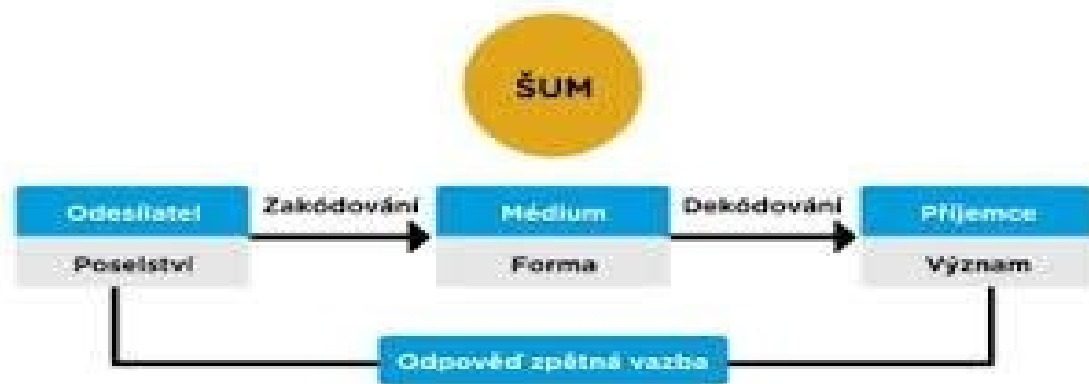 ŠUM
Odesílatel
Zakódování
Médium
Dekódování
Příjemce
Poselství
Forma
Význam
Odpověď zpětná vazba